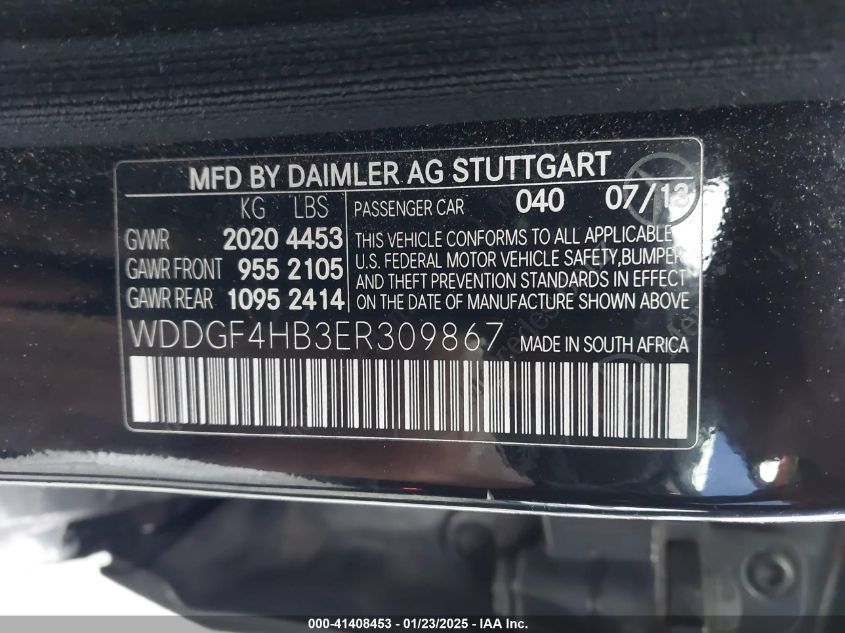 MFD BY DAIMLER AG STUTTGART
KG LBS
GVWR 2020 4453
GAWR FRONT 955 2105
GAWR REAR 1095 2414
PASSENGER CAR 040 07/13
THIS VEHICLE CONFORMS TO ALL APPLICABLE
U.S. FEDERAL MOTOR VEHICLE SAFETY,BUMPER
AND THEFT PREVENTION STANDARDS IN EFFECT
ON THE DATE OF MANUFACTURE SHOWN ABOVE
WDDGF4HB3ER309867 MADE IN SOUTH AFRICA
000-41408453 - 01/23/2025 - IAA Inc.